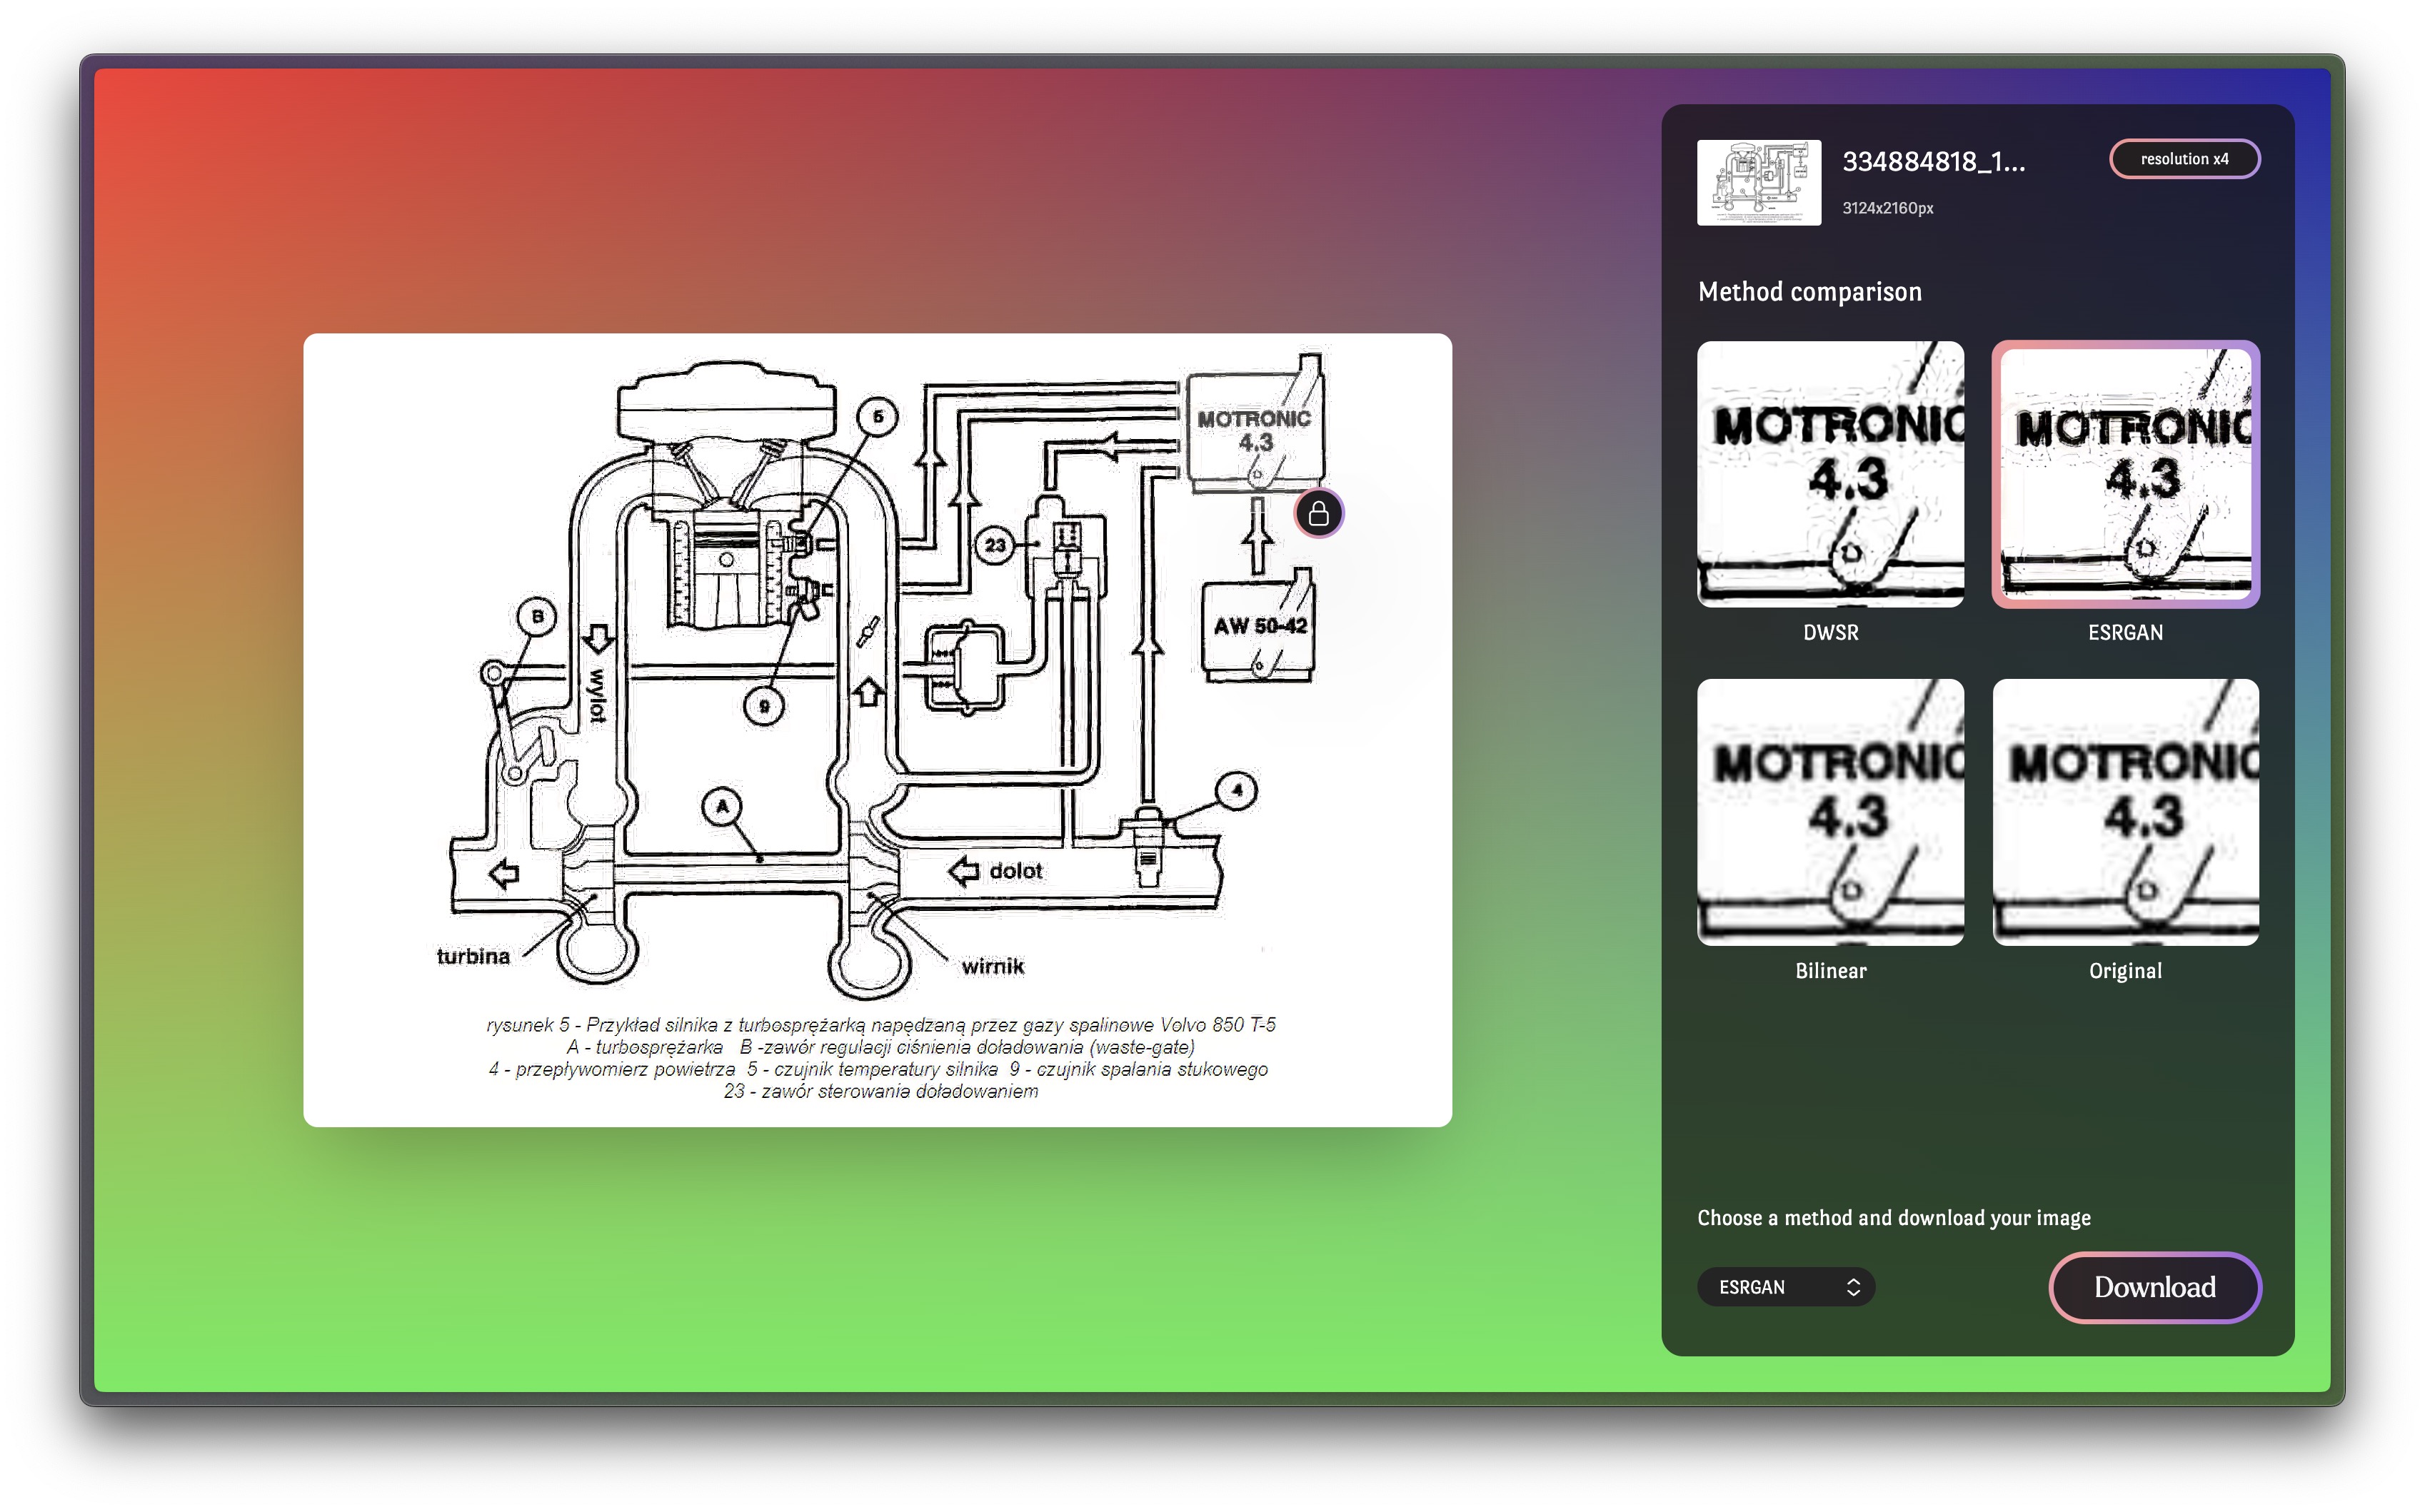 5
MOTRONIC
4.3
23
B
wylot
AW 50-42
9
A
4
dolot
turbina
wirnik
rysunek 5 - Przykład silnika z turbosprężarką napędzaną przez gazy spalinowe Volvo 850 T-5
A - turbosprężarka B -zawór regulacji ciśnienia doładowania (waste-gate)
4 - przepływomierz powietrza 5 - czujnik temperatury silnika 9 - czujnik spalania stukowego
23 - zawór sterowania doładowaniem
334884818_1...
resolution x4
3124x2160px
Method comparison
MOTRONIC
4.3
DWSR
MOTRONIC
4.3
ESRGAN
MOTRONIC
4.3
Bilinear
MOTRONIC
4.3
Original
Choose a method and download your image
ESRGAN
Download